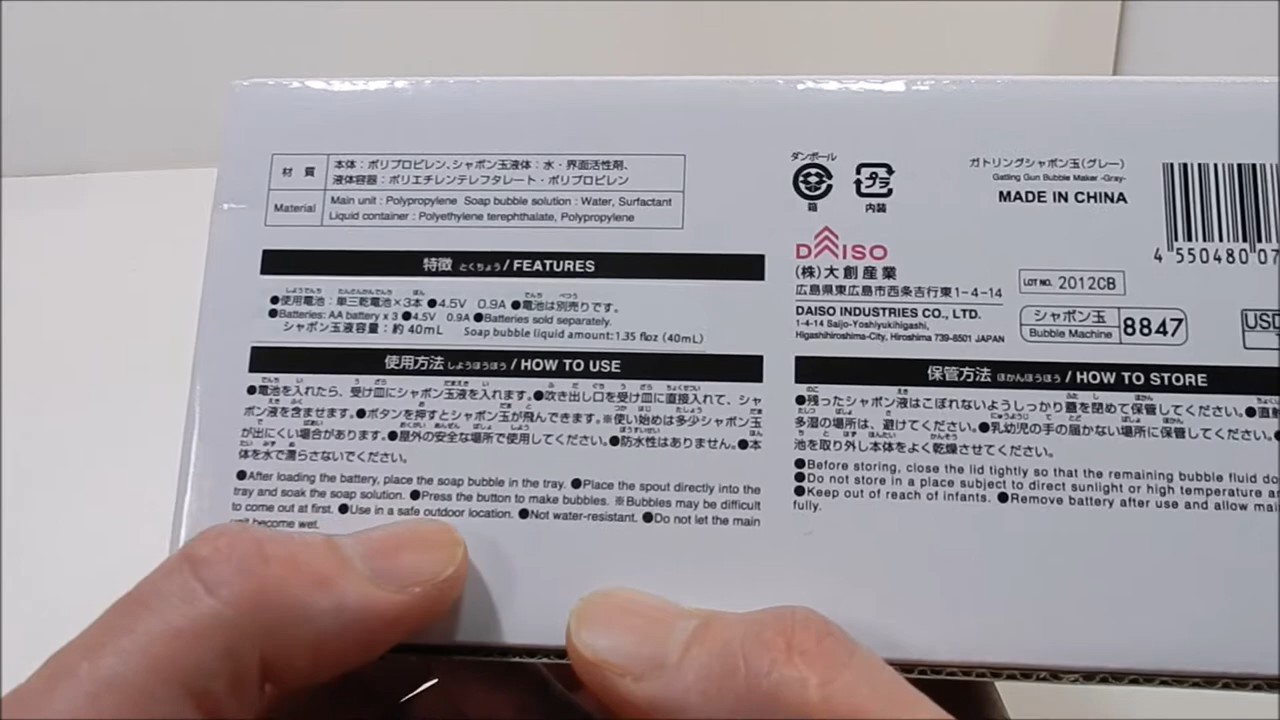 材 質
本体：ポリプロピレン、シャボン玉液体：水・界面活性剤、
液体容器：ポリエチレンテレフタレート・ポリプロピレン
Material
Main unit : Polypropylene Soap bubble solution : Water, Surfactant
Liquid container : Polyethylene terephthalate, Polypropylene
特徴 とくちょう / FEATURES
●使用電池：単三乾電池×3本 ●4.5V 0.9A ●電池は別売りです。
●Batteries: AA battery x 3 ●4.5V 0.9A ●Batteries sold separately.
シャボン玉液容量：約40mL Soap bubble liquid amount:1.35 floz (40mL)
使用方法 しようほうほう / HOW TO USE
●電池を入れたら、受け皿にシャボン玉液を入れます。●吹き出し口を受け皿に直接入れて、シャ
ボン液を含ませます。●ボタンを押すとシャボン玉が飛んできます。※使い始めは多少シャボン玉
が出にくい場合があります。●屋外の安全な場所で使用してください。●防水性はありません。●本
体を水で濡らさないでください。
●After loading the battery, place the soap bubble in the tray. ●Place the spout directly into the
tray and soak the soap solution. ●Press the button to make bubbles. ※Bubbles may be difficult
to come out at first. ●Use in a safe outdoor location. ●Not water-resistant. ●Do not let the main
unit become wet.
ダンボール
箱
プラ
内装
ガトリングシャボン玉（グレー）
Gatling Gun Bubble Maker -Gray-
MADE IN CHINA
4 550480 07
DAISO
(株)大創産業
広島県東広島市西条吉行東1-4-14
DAISO INDUSTRIES CO., LTD.
1-4-14 Saijo-Yoshiyukihigashi,
Higashihiroshima-City, Hiroshima 739-8501 JAPAN
LOT NO. 2012CB
シャボン玉
Bubble Machine
8847
USD
保管方法 ほかんほうほう / HOW TO STORE
●残ったシャボン液はこぼれないようしっかり蓋を閉めて保管してください。●直
多湿の場所は、避けてください。●乳幼児の手の届かない場所に保管してください。●
池を取り外し本体をよく乾燥させてください。
●Before storing, close the lid tightly so that the remaining bubble fluid do
●Do not store in a place subject to direct sunlight or high temperature a
●Keep out of reach of infants. ●Remove battery after use and allow mai
fully.